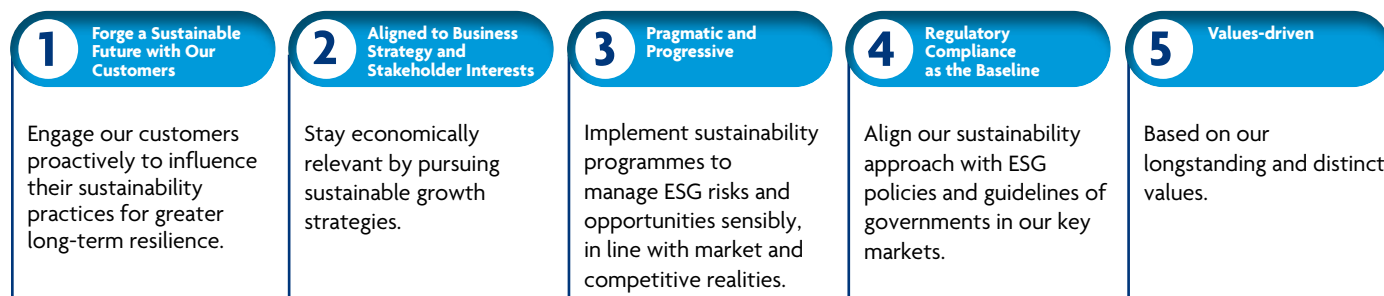 1
Forge a Sustainable
Future with Our
Customers
Engage our customers
proactively to influence
their sustainability
practices for greater
long-term resilience.
2
Aligned to Business
Strategy and
Stakeholder Interests
Stay economically
relevant by pursuing
sustainable growth
strategies.
3
Pragmatic and
Progressive
Implement sustainability
programmes to
manage ESG risks and
opportunities sensibly,
in line with market and
competitive realities.
4
Regulatory
Compliance
as the Baseline
Align our sustainability
approach with ESG
policies and guidelines of
governments in our key
markets.
5
Values-driven
Based on our
longstanding and distinct
values.